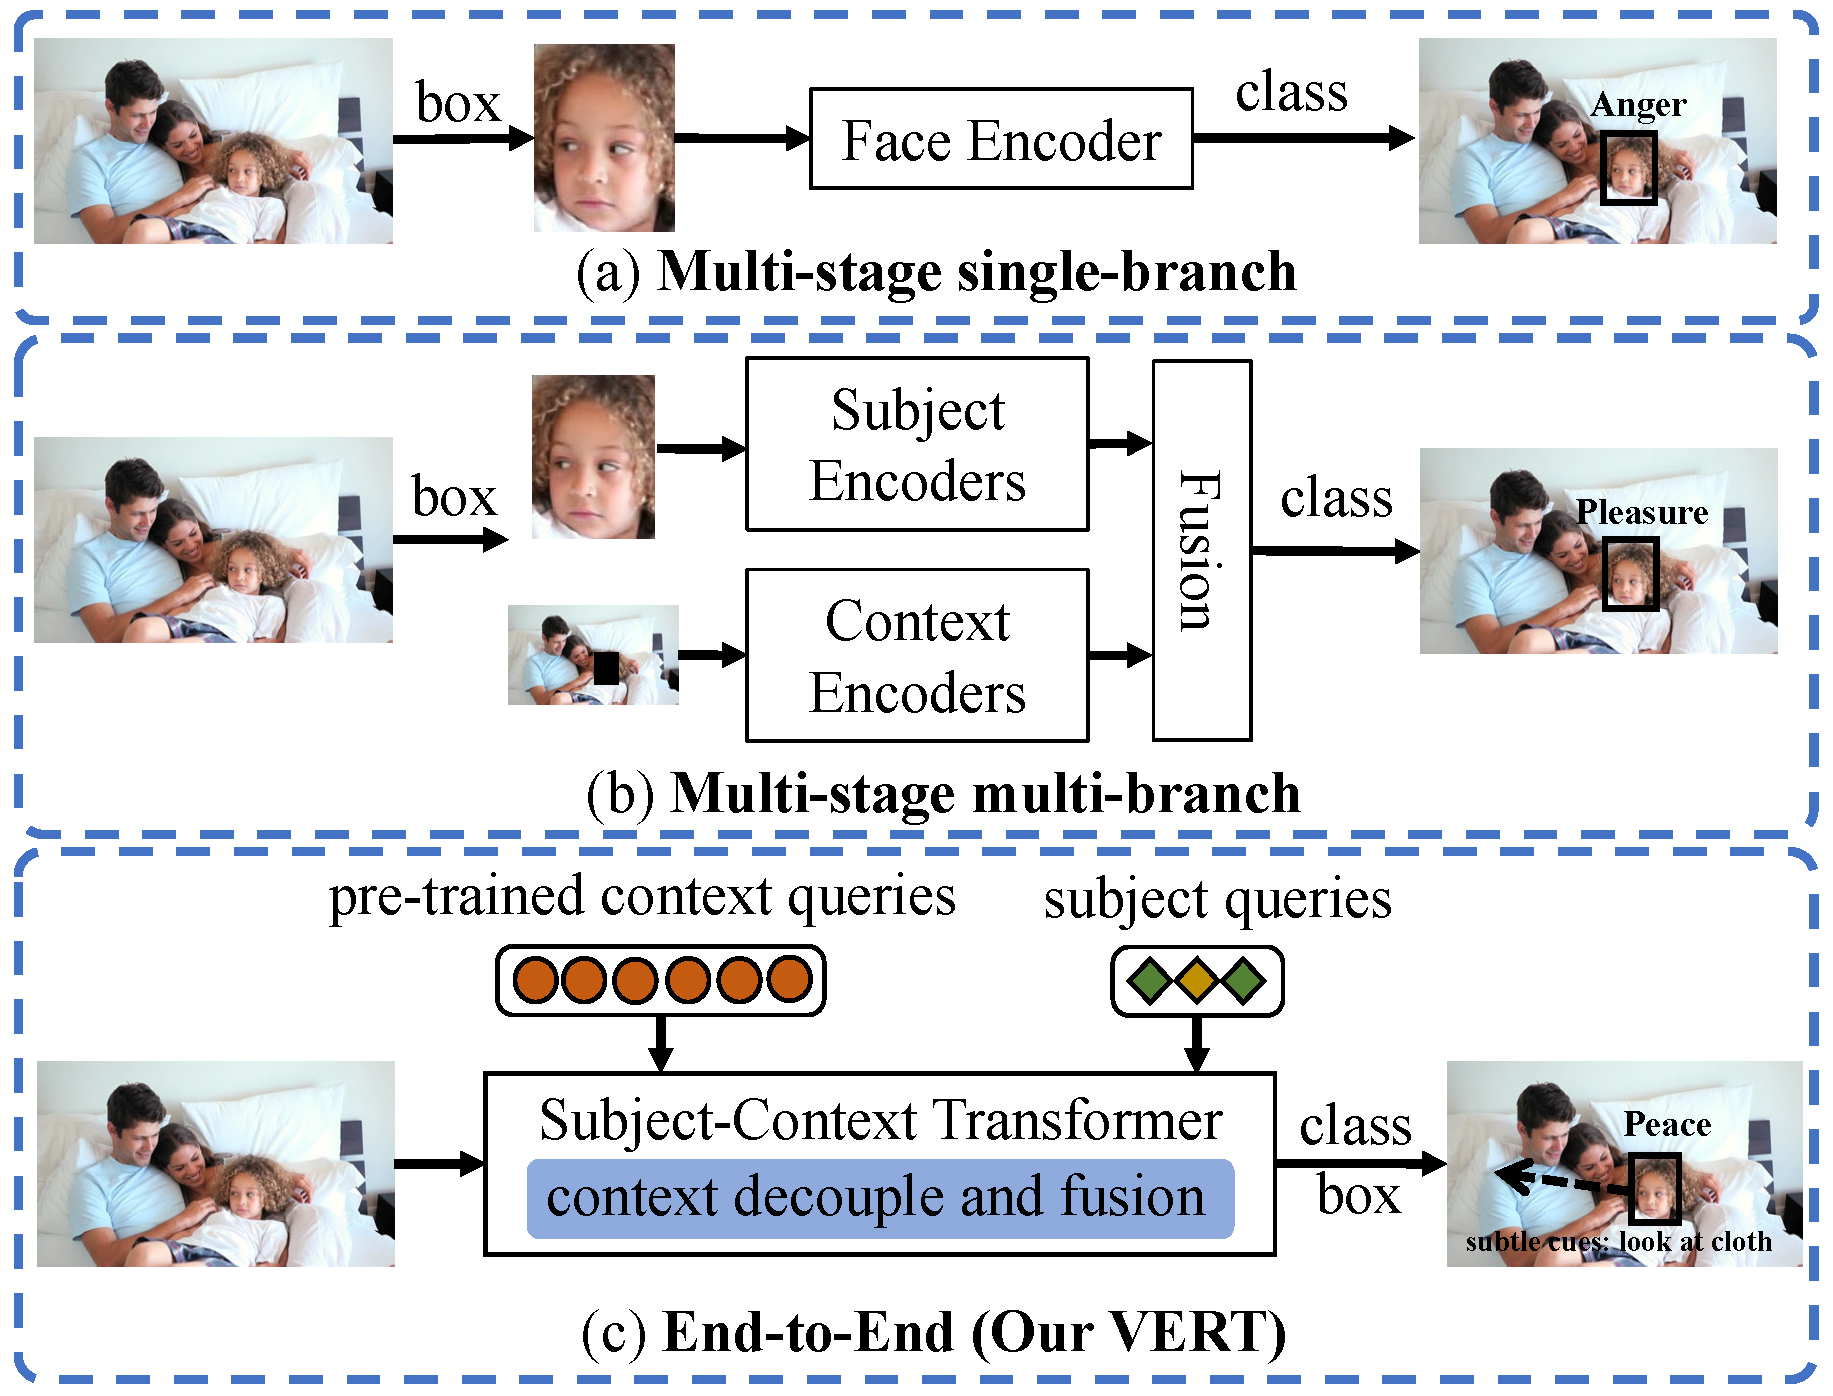 box
Face Encoder
class
Anger
(a) Multi-stage single-branch
box
Subject
Encoders
Context
Encoders
Fusion
class
Pleasure
(b) Multi-stage multi-branch
pre-trained context queries
subject queries
Subject-Context Transformer
context decouple and fusion
class
box
Peace
subtle cues: look at cloth
(c) End-to-End (Our VERT)